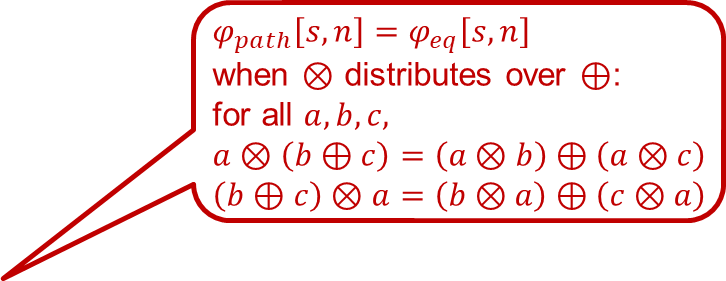 φ_path[s, n] = φ_eq[s, n]
when ⊗ distributes over ⊕:
for all a, b, c,
a ⊗ (b ⊕ c) = (a ⊗ b) ⊕ (a ⊗ c)
(b ⊕ c) ⊗ a = (b ⊗ a) ⊕ (c ⊗ a)